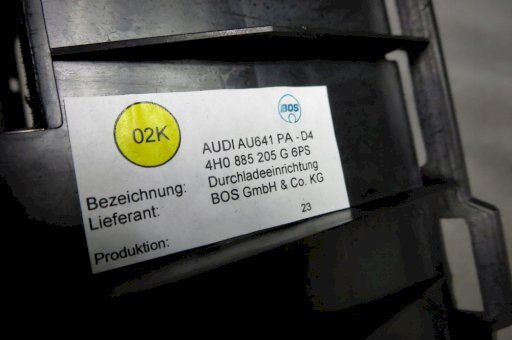 02K
BOS
AUDI AU641 PA - D4
4H0 885 205 G 6PS
Bezeichnung: Durchladeeinrichtung
Lieferant: BOS GmbH & Co. KG
23
Produktion: